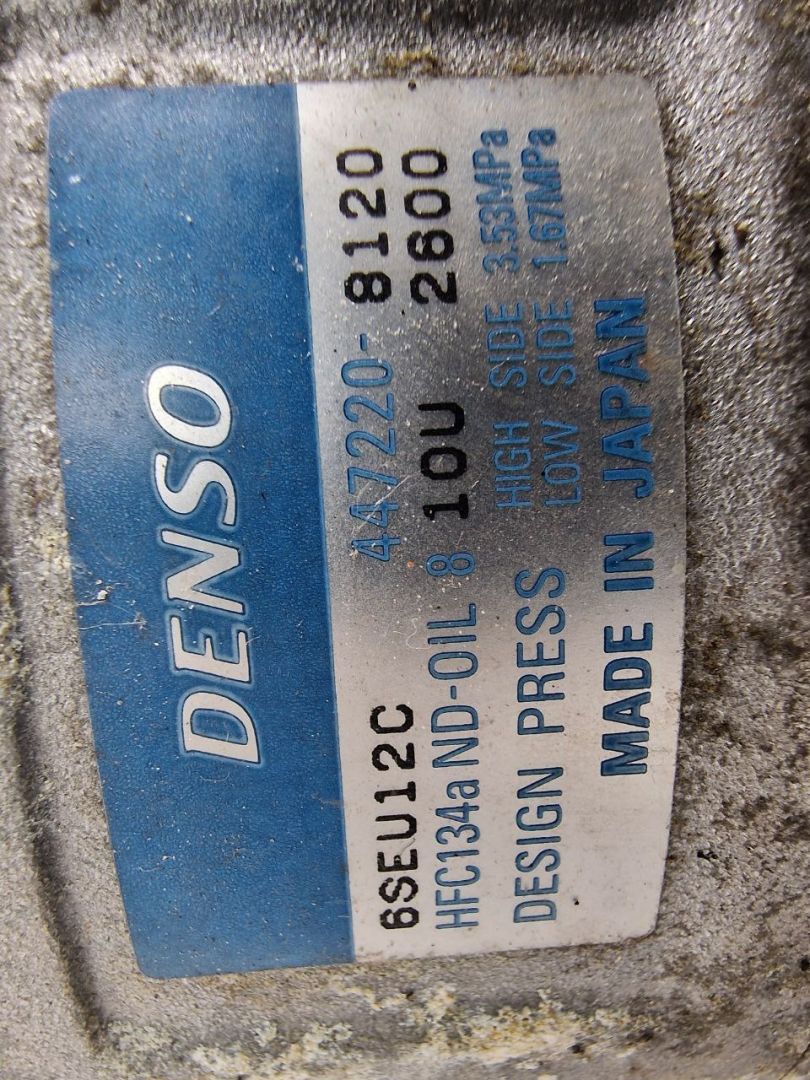 DENSO
6SEU12C 447220-8120
HFC134a ND-OIL 8 10U 2600
DESIGN PRESS HIGH SIDE 3.53MPa
LOW SIDE 1.67MPa
MADE IN JAPAN